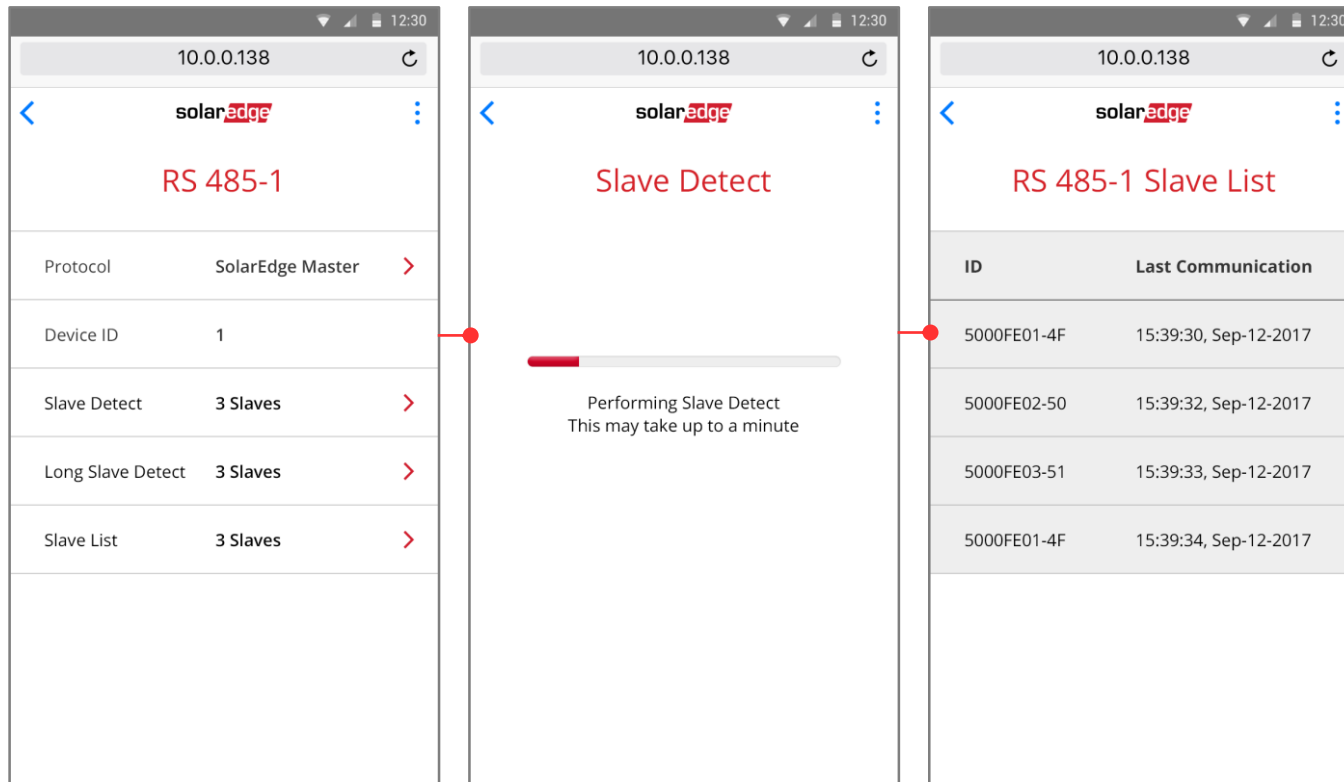 12:30
10.0.0.138
solaredge
RS 485-1
Protocol SolarEdge Master
Device ID 1
Slave Detect 3 Slaves
Long Slave Detect 3 Slaves
Slave List 3 Slaves
12:30
10.0.0.138
solaredge
Slave Detect
Performing Slave Detect
This may take up to a minute
12:30
10.0.0.138
solaredge
RS 485-1 Slave List
ID Last Communication
5000FE01-4F 15:39:30, Sep-12-2017
5000FE02-50 15:39:32, Sep-12-2017
5000FE03-51 15:39:33, Sep-12-2017
5000FE01-4F 15:39:34, Sep-12-2017